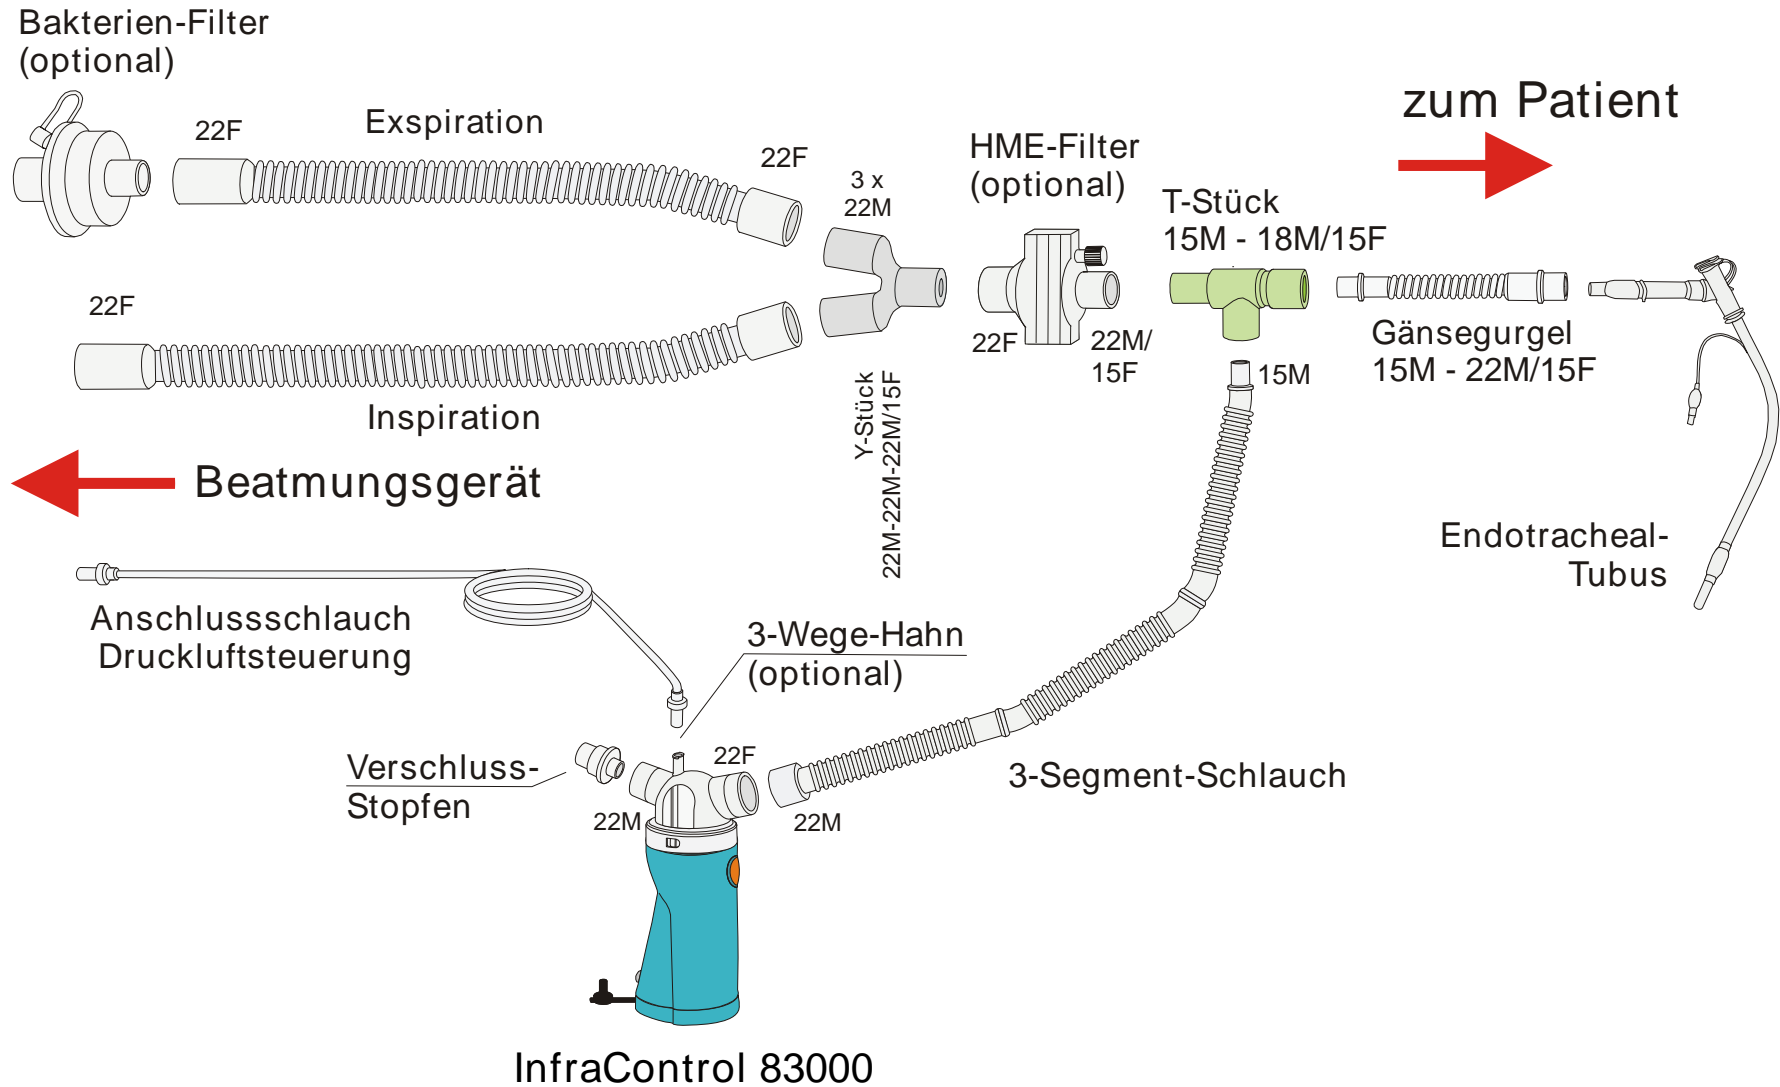 Bakterien-Filter
(optional)
22F
Exspiration
22F
3 x
22M
HME-Filter
(optional)
zum Patient
T-Stück
15M - 18M/15F
22F
Inspiration
Y-Stück
22M-22M-22M/15F
22F
22M/
15F
15M
Gänsegurgel
15M - 22M/15F
Beatmungsgerät
Endotracheal-
Tubus
Anschlussschlauch
Druckluftsteuerung
3-Wege-Hahn
(optional)
Verschluss-
Stopfen
22F
22M
22M
3-Segment-Schlauch
InfraControl 83000